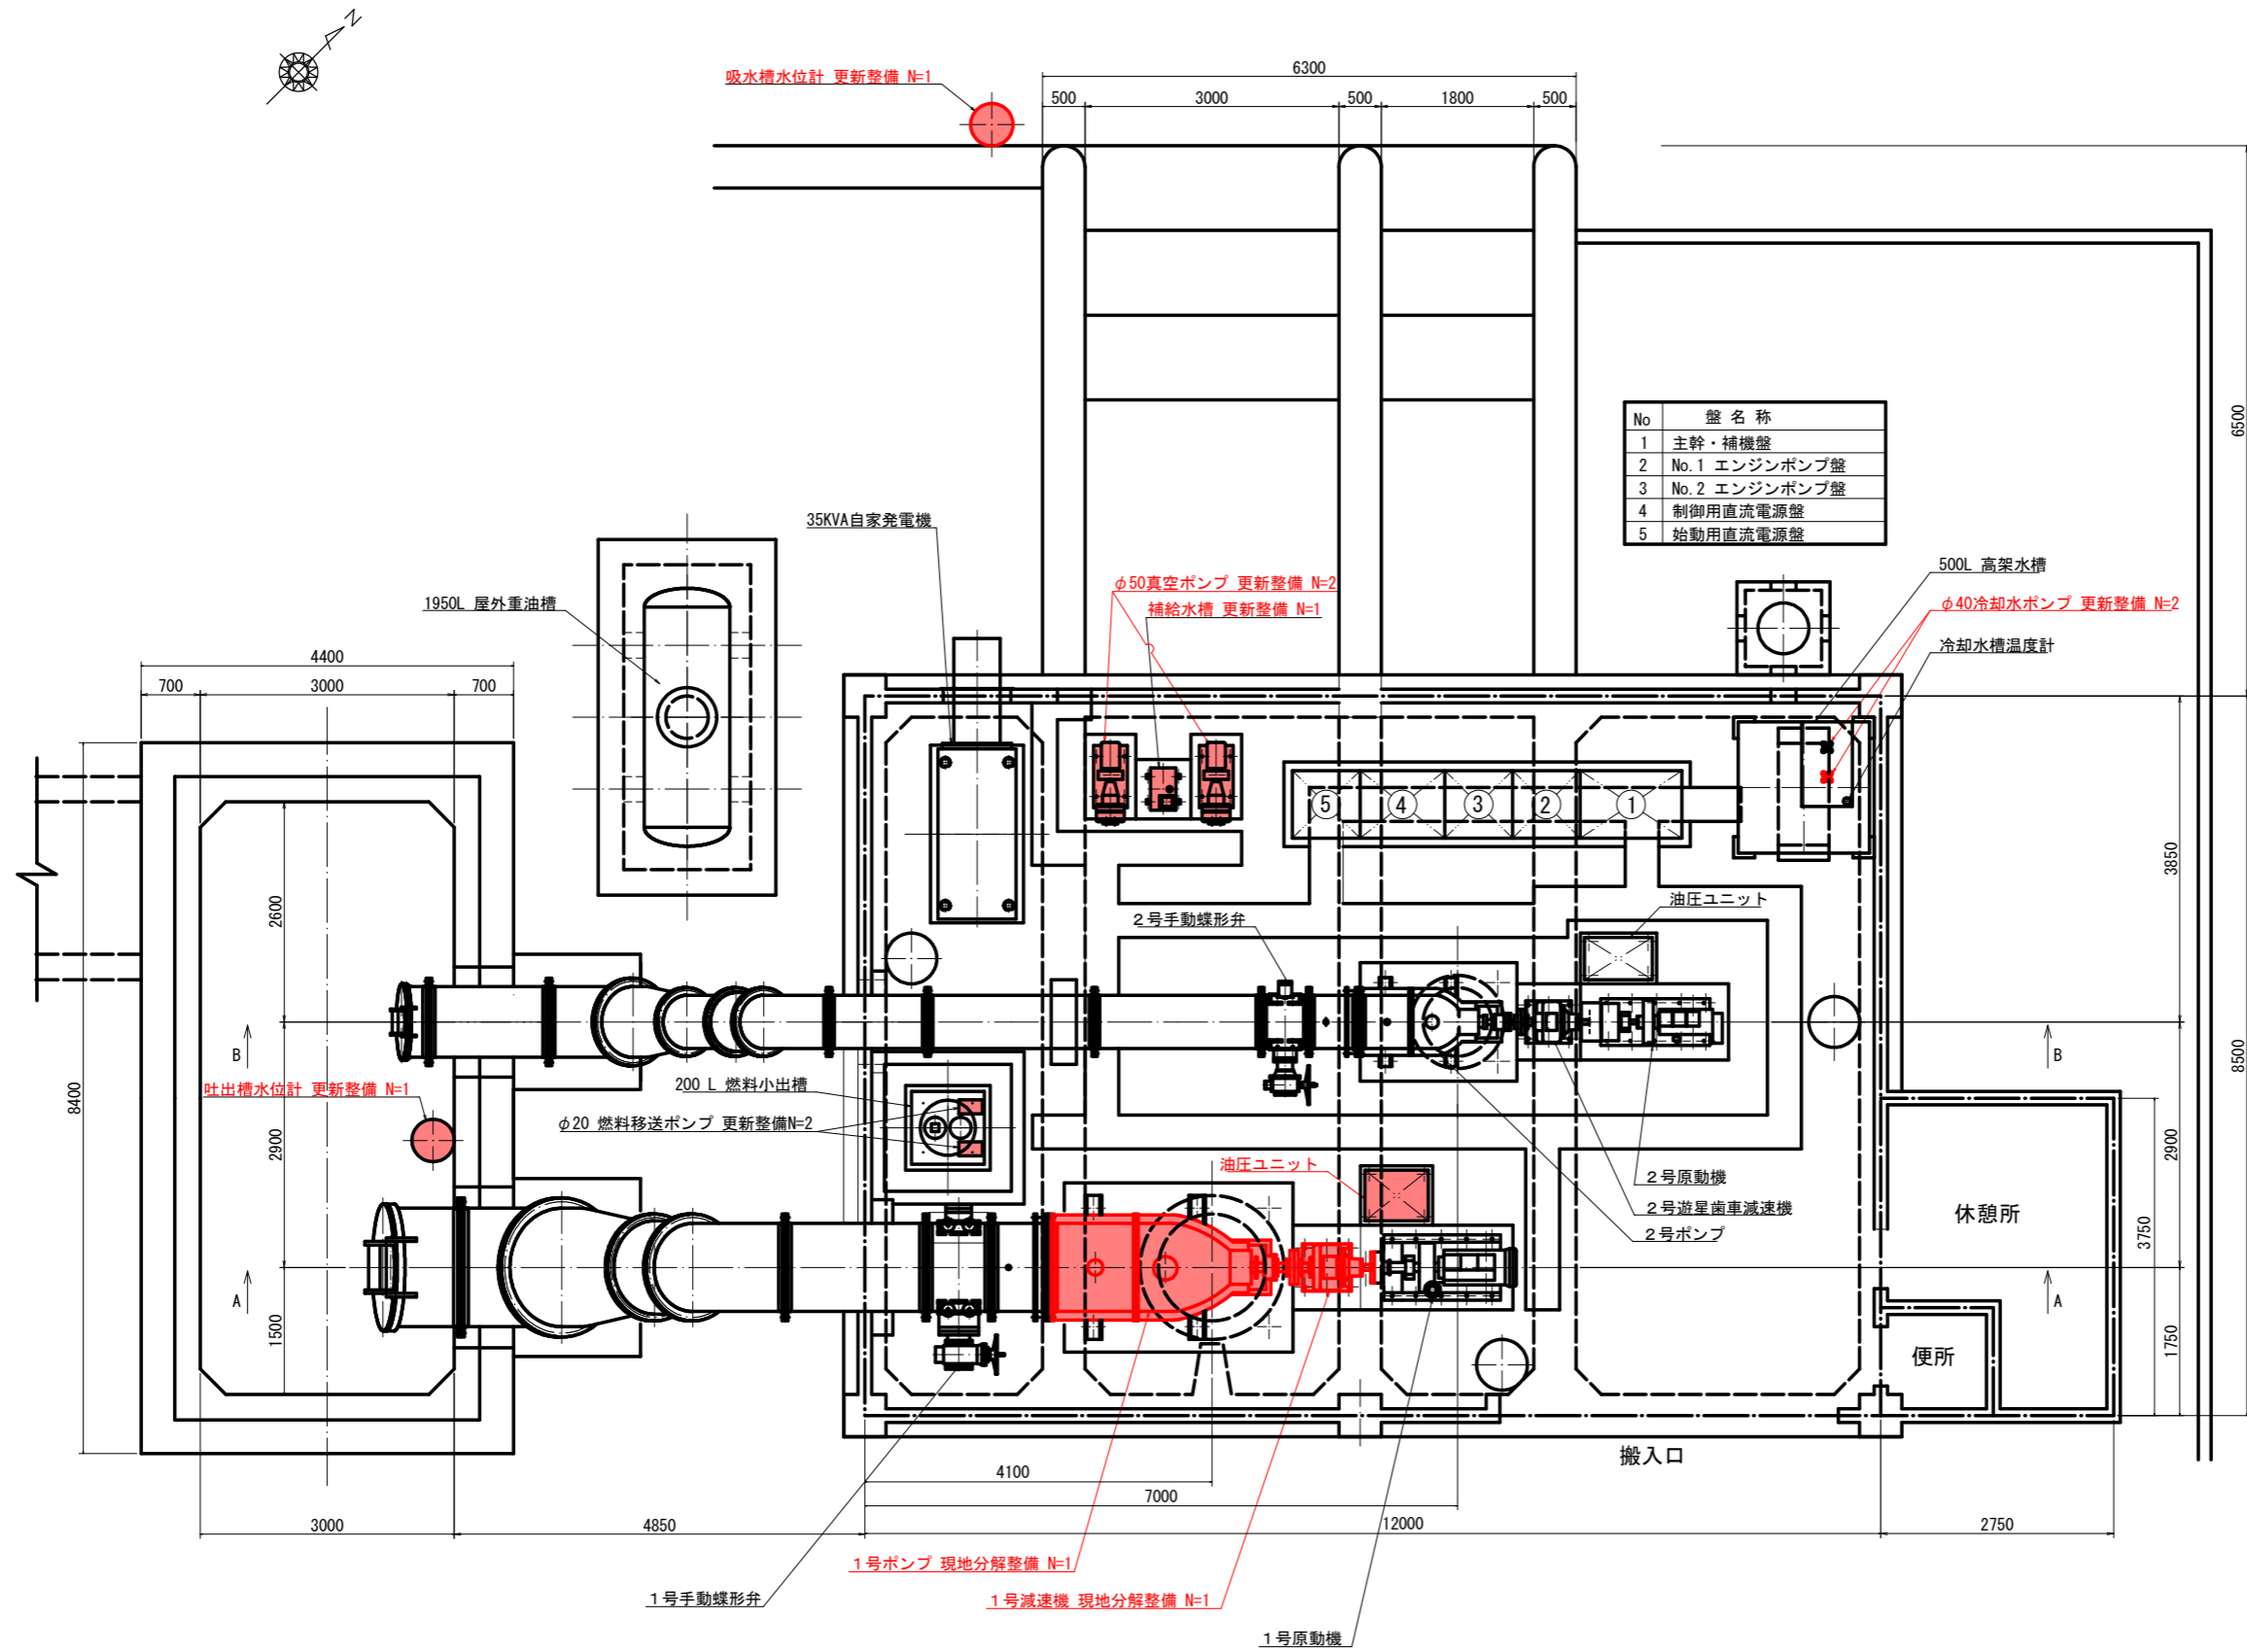 N
吸水槽水位計 更新整備 N=1
6300
500
3000
500
1800
500
6500
No 盤 名 称
1 主幹・補機盤
2 No.1 エンジンポンプ盤
3 No.2 エンジンポンプ盤
4 制御用直流電源盤
5 始動用直流電源盤
35KVA自家発電機
500L 高架水槽
φ50真空ポンプ 更新整備 N=2
φ40冷却水ポンプ 更新整備 N=2
1950L 屋外重油槽
補給水槽 更新整備 N=1
冷却水槽温度計
4400
700
3000
700
5
4
3
2
1
3850
2600
油圧ユニット
2号手動蝶形弁
B
B
8400
8500
200 L 燃料小出槽
吐出槽水位計 更新整備 N=1
φ20 燃料移送ポンプ 更新整備N=2
2900
2900
油圧ユニット
2号原動機
2号遊星歯車減速機
2号ポンプ
休憩所
3750
A
A
1500
1750
便所
搬入口
4100
7000
3000
4850
12000
2750
1号ポンプ 現地分解整備 N=1
1号手動蝶形弁
1号減速機 現地分解整備 N=1
1号原動機